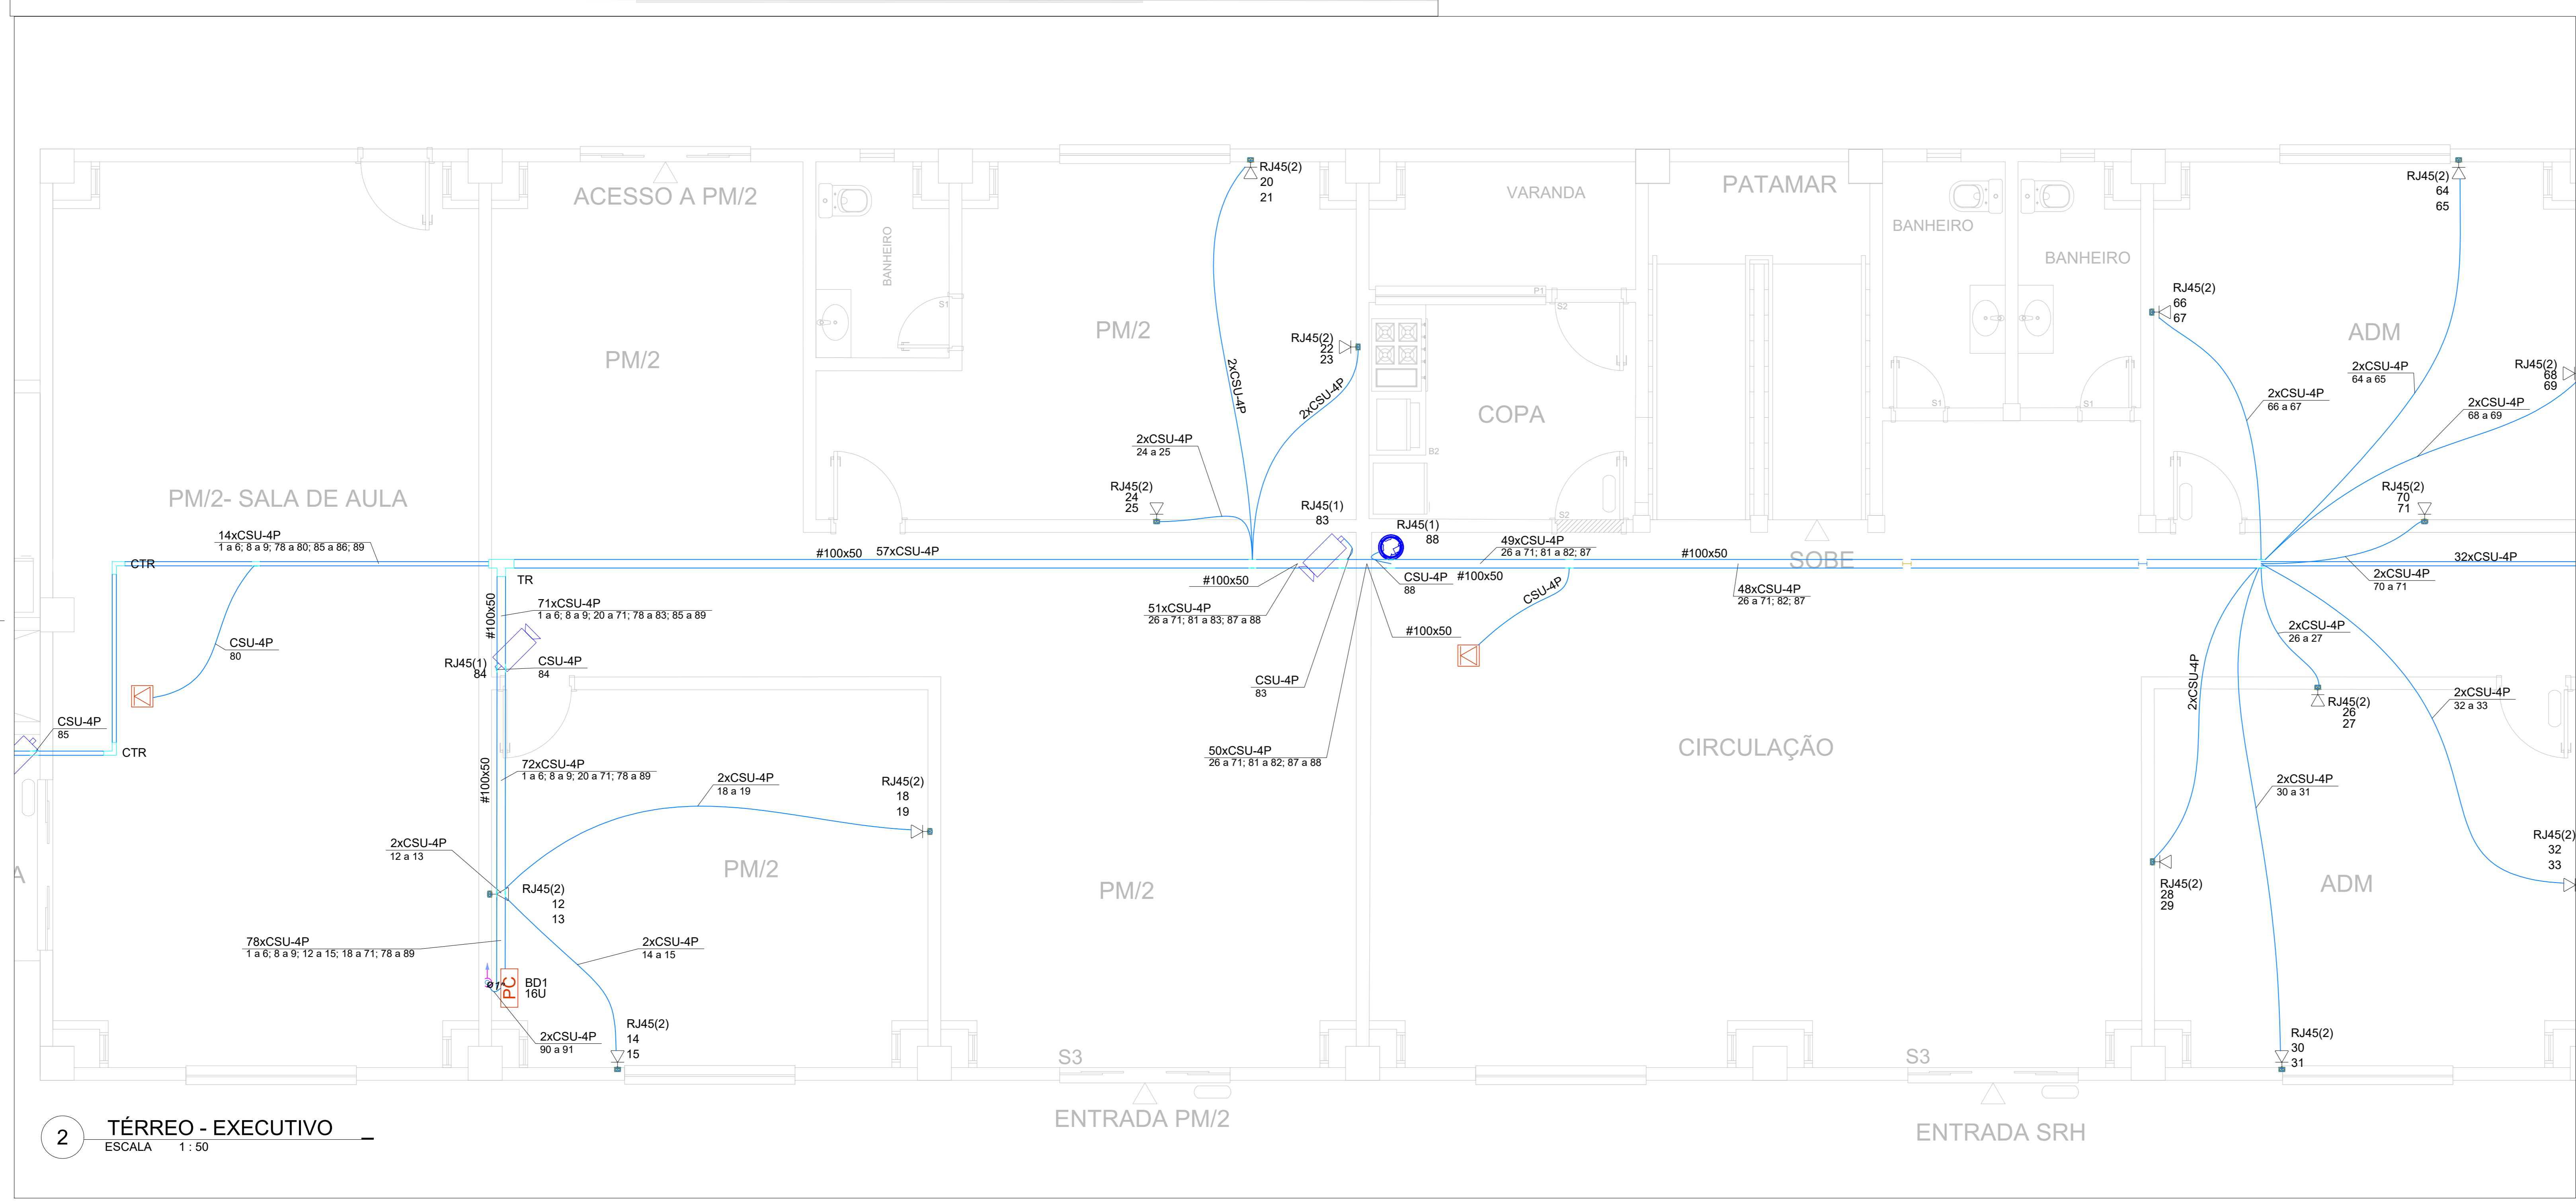 RJ45(2)
20
21
ACESSO A PM/2
VARANDA
PATAMAR
RJ45(2)
64
65
BANHEIRO
BANHEIRO
BANHEIRO
P1
S1
S2
RJ45(2)
66
67
PM/2
PM/2
RJ45(2)
22
23
ADM
2xCSU-4P
2xCSU-4P
2xCSU-4P
64 a 65
RJ45(2)
68
69
2xCSU-4P
66 a 67
2xCSU-4P
68 a 69
S1
S1
COPA
B2
2xCSU-4P
24 a 25
PM/2- SALA DE AULA
RJ45(2)
24
25
RJ45(1)
83
S2
RJ45(1)
88
RJ45(2)
70
71
14xCSU-4P
1 a 6; 8 a 9; 78 a 80; 85 a 86; 89
CTR
#100x50
57xCSU-4P
49xCSU-4P
26 a 71; 81 a 82; 87
#100x50
#100x50
SOBE
32xCSU-4P
TR
#100x50
CSU-4P
88
CSU-4P
2xCSU-4P
70 a 71
#100x50
71xCSU-4P
1 a 6; 8 a 9; 20 a 71; 78 a 83; 85 a 89
51xCSU-4P
26 a 71; 81 a 83; 87 a 88
48xCSU-4P
26 a 71; 82; 87
#100x50
2xCSU-4P
26 a 27
CSU-4P
80
RJ45(1)
84
CSU-4P
84
CSU-4P
83
2xCSU-4P
RJ45(2)
26
27
2xCSU-4P
32 a 33
CSU-4P
85
CTR
50xCSU-4P
26 a 71; 81 a 82; 87 a 88
CIRCULAÇÃO
#100x50
72xCSU-4P
1 a 6; 8 a 9; 20 a 71; 78 a 89
2xCSU-4P
18 a 19
RJ45(2)
18
19
2xCSU-4P
30 a 31
2xCSU-4P
12 a 13
RJ45(2)
32
33
A
PM/2
PM/2
RJ45(2)
12
13
RJ45(2)
28
29
ADM
78xCSU-4P
1 a 6; 8 a 9; 12 a 15; 18 a 71; 78 a 89
2xCSU-4P
14 a 15
Ø1"
PC
BD1
16U
2xCSU-4P
90 a 91
RJ45(2)
14
15
RJ45(2)
30
31
S3
S3
ENTRADA PM/2
ENTRADA SRH
2
TÉRREO - EXECUTIVO
ESCALA 1 : 50